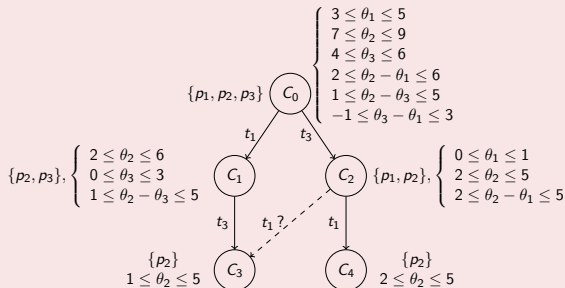 3 ≤ θ₁ ≤ 5
7 ≤ θ₂ ≤ 9
4 ≤ θ₃ ≤ 6
2 ≤ θ₂ − θ₁ ≤ 6
1 ≤ θ₂ − θ₃ ≤ 5
−1 ≤ θ₃ − θ₁ ≤ 3
{p₁, p₂, p₃} C₀
t₁ t₃
{p₂, p₃},
2 ≤ θ₂ ≤ 6
0 ≤ θ₃ ≤ 3
1 ≤ θ₂ − θ₃ ≤ 5
C₁ C₂
{p₁, p₂},
0 ≤ θ₁ ≤ 1
2 ≤ θ₂ ≤ 5
2 ≤ θ₂ − θ₁ ≤ 5
t₃ t₁ ? t₁
{p₂}
1 ≤ θ₂ ≤ 5
C₃ C₄
{p₂}
2 ≤ θ₂ ≤ 5